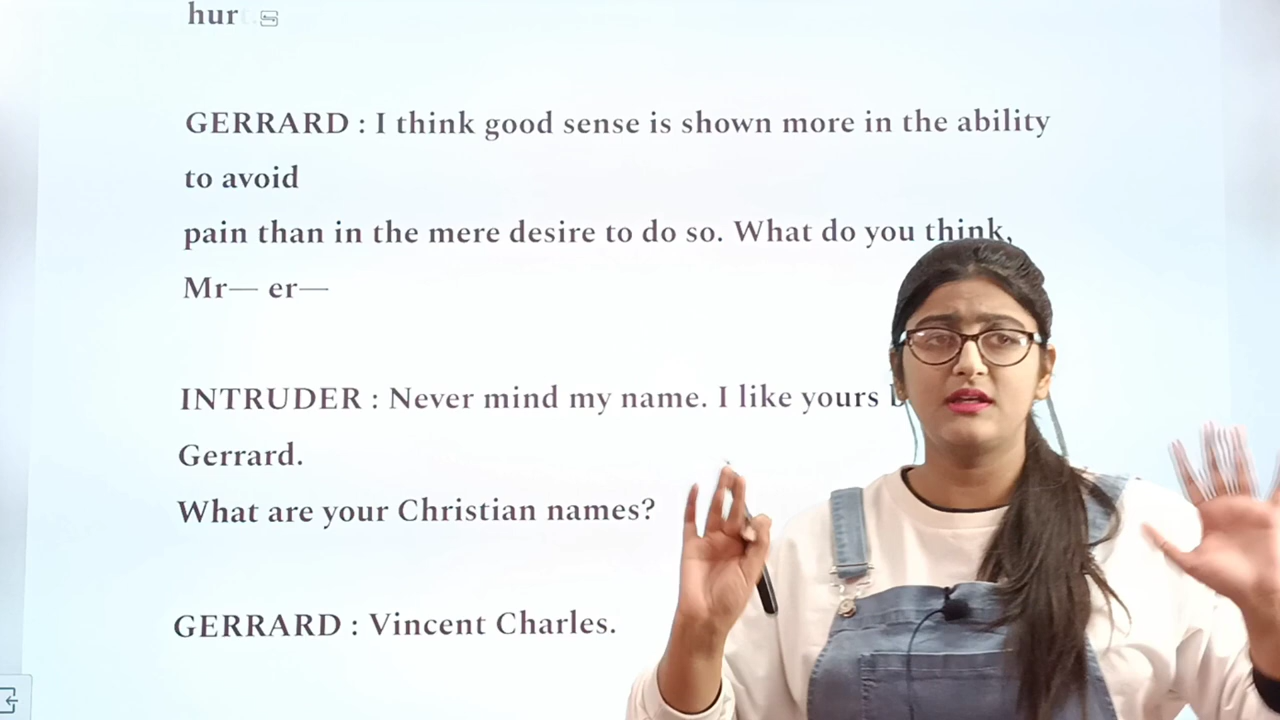 hur
GERRARD : I think good sense is shown more in the ability
to avoid
pain than in the mere desire to do so. What do you think,
Mr— er—
INTRUDER : Never mind my name. I like yours
Gerrard.
What are your Christian names?
GERRARD : Vincent Charles.